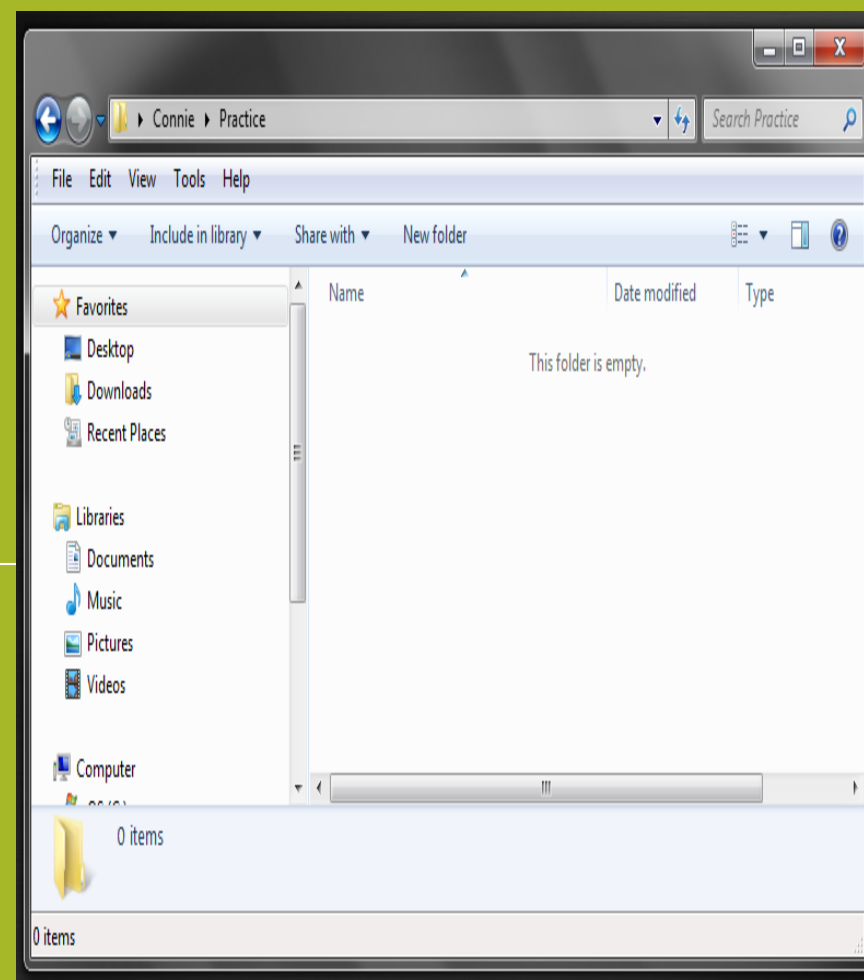 Connie Practice
Search Practice
File Edit View Tools Help
Organize Include in library Share with New folder
Name Date modified Type
This folder is empty.
Favorites
Desktop
Downloads
Recent Places
Libraries
Documents
Music
Pictures
Videos
Computer
0 items
0 items